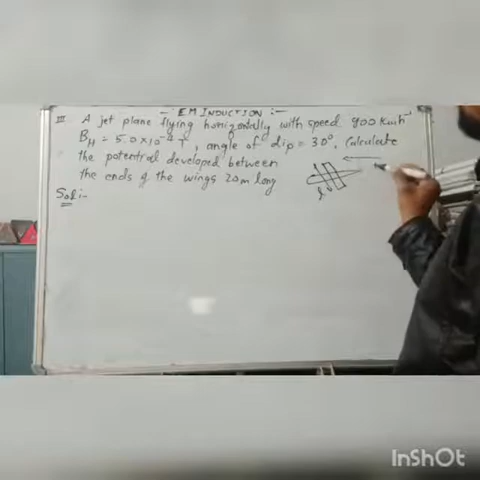 :- EM INDUCTION :-
III A jet plane flying horizontally with speed 900 Kmh⁻¹
B_H = 5.0×10⁻⁴ T, angle of dip = 30°. Calculate
the potential developed between
the ends of the wings 20m long
Sol:-
l
InShOt